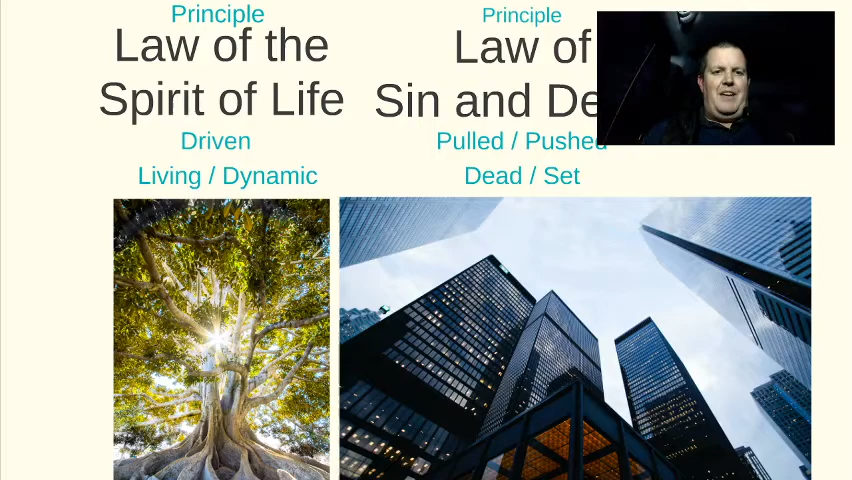 Principle
Law of the
Spirit of Life
Driven
Living / Dynamic
Principle
Law of
Sin and De
Pulled / Pushed
Dead / Set